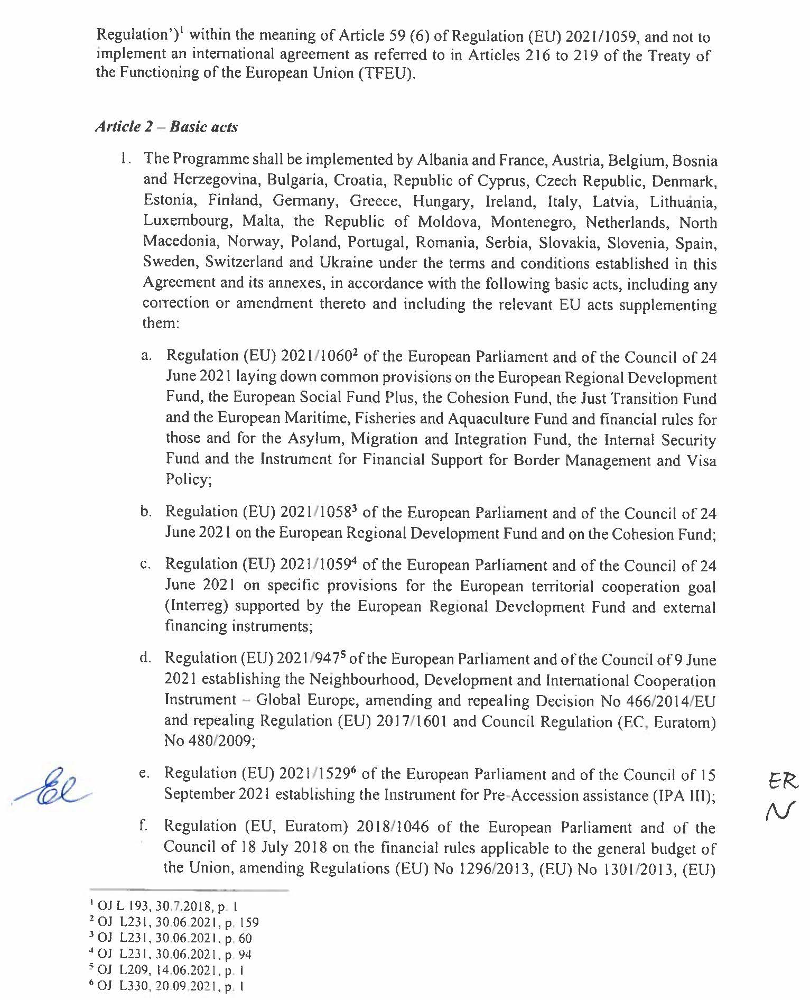 Regulation')¹ within the meaning of Article 59 (6) of Regulation (EU) 2021/1059, and not to
implement an international agreement as referred to in Articles 216 to 219 of the Treaty of
the Functioning of the European Union (TFEU).
Article 2 – Basic acts
1. The Programme shall be implemented by Albania and France, Austria, Belgium, Bosnia
and Herzegovina, Bulgaria, Croatia, Republic of Cyprus, Czech Republic, Denmark,
Estonia, Finland, Germany, Greece, Hungary, Ireland, Italy, Latvia, Lithuania,
Luxembourg, Malta, the Republic of Moldova, Montenegro, Netherlands, North
Macedonia, Norway, Poland, Portugal, Romania, Serbia, Slovakia, Slovenia, Spain,
Sweden, Switzerland and Ukraine under the terms and conditions established in this
Agreement and its annexes, in accordance with the following basic acts, including any
correction or amendment thereto and including the relevant EU acts supplementing
them:
a. Regulation (EU) 2021/1060² of the European Parliament and of the Council of 24
June 2021 laying down common provisions on the European Regional Development
Fund, the European Social Fund Plus, the Cohesion Fund, the Just Transition Fund
and the European Maritime, Fisheries and Aquaculture Fund and financial rules for
those and for the Asylum, Migration and Integration Fund, the Internal Security
Fund and the Instrument for Financial Support for Border Management and Visa
Policy;
b. Regulation (EU) 2021/1058³ of the European Parliament and of the Council of 24
June 2021 on the European Regional Development Fund and on the Cohesion Fund;
c. Regulation (EU) 2021/1059⁴ of the European Parliament and of the Council of 24
June 2021 on specific provisions for the European territorial cooperation goal
(Interreg) supported by the European Regional Development Fund and external
financing instruments;
d. Regulation (EU) 2021/947⁵ of the European Parliament and of the Council of 9 June
2021 establishing the Neighbourhood, Development and International Cooperation
Instrument – Global Europe, amending and repealing Decision No 466/2014/EU
and repealing Regulation (EU) 2017/1601 and Council Regulation (EC, Euratom)
No 480/2009;
e. Regulation (EU) 2021/1529⁶ of the European Parliament and of the Council of 15
September 2021 establishing the Instrument for Pre-Accession assistance (IPA III);
ER
f. Regulation (EU, Euratom) 2018/1046 of the European Parliament and of the
Council of 18 July 2018 on the financial rules applicable to the general budget of
the Union, amending Regulations (EU) No 1296/2013, (EU) No 1301/2013, (EU)
¹ OJ L 193, 30.7.2018, p. 1
² OJ L231, 30.06.2021, p. 159
³ OJ L231, 30.06.2021, p. 60
⁴ OJ L231, 30.06.2021, p. 94
⁵ OJ L209, 14.06.2021, p. 1
⁶ OJ L330, 20.09.2021, p. 1